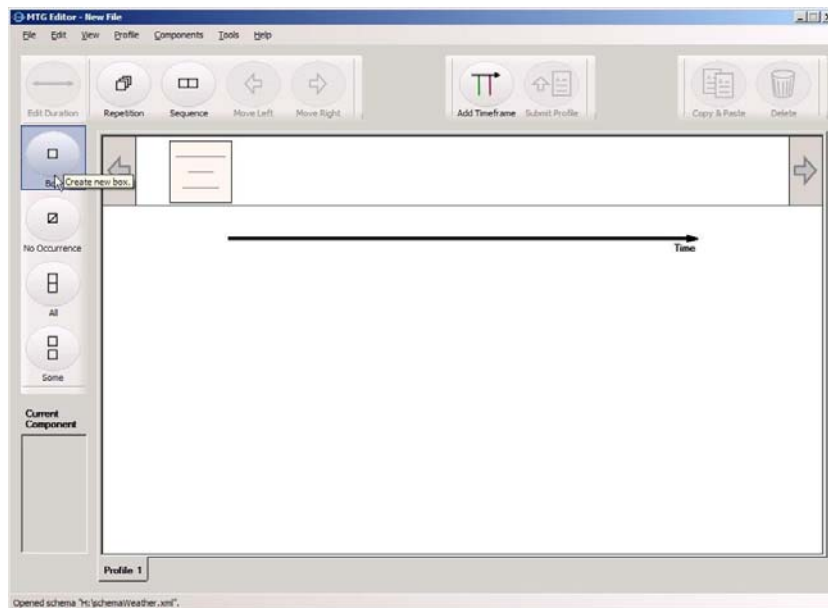 MTG Editor - New File
File Edit View Profile Components Tools Help
Edit Duration Repetition Sequence Move Left Move Right Add Timeframe Submit Profile Copy & Paste Delete
Box
Create new box.
No Occurrence
All
Some
Time
Current
Component
Profile 1
Opened schema "H:\schemaWeather.xml".